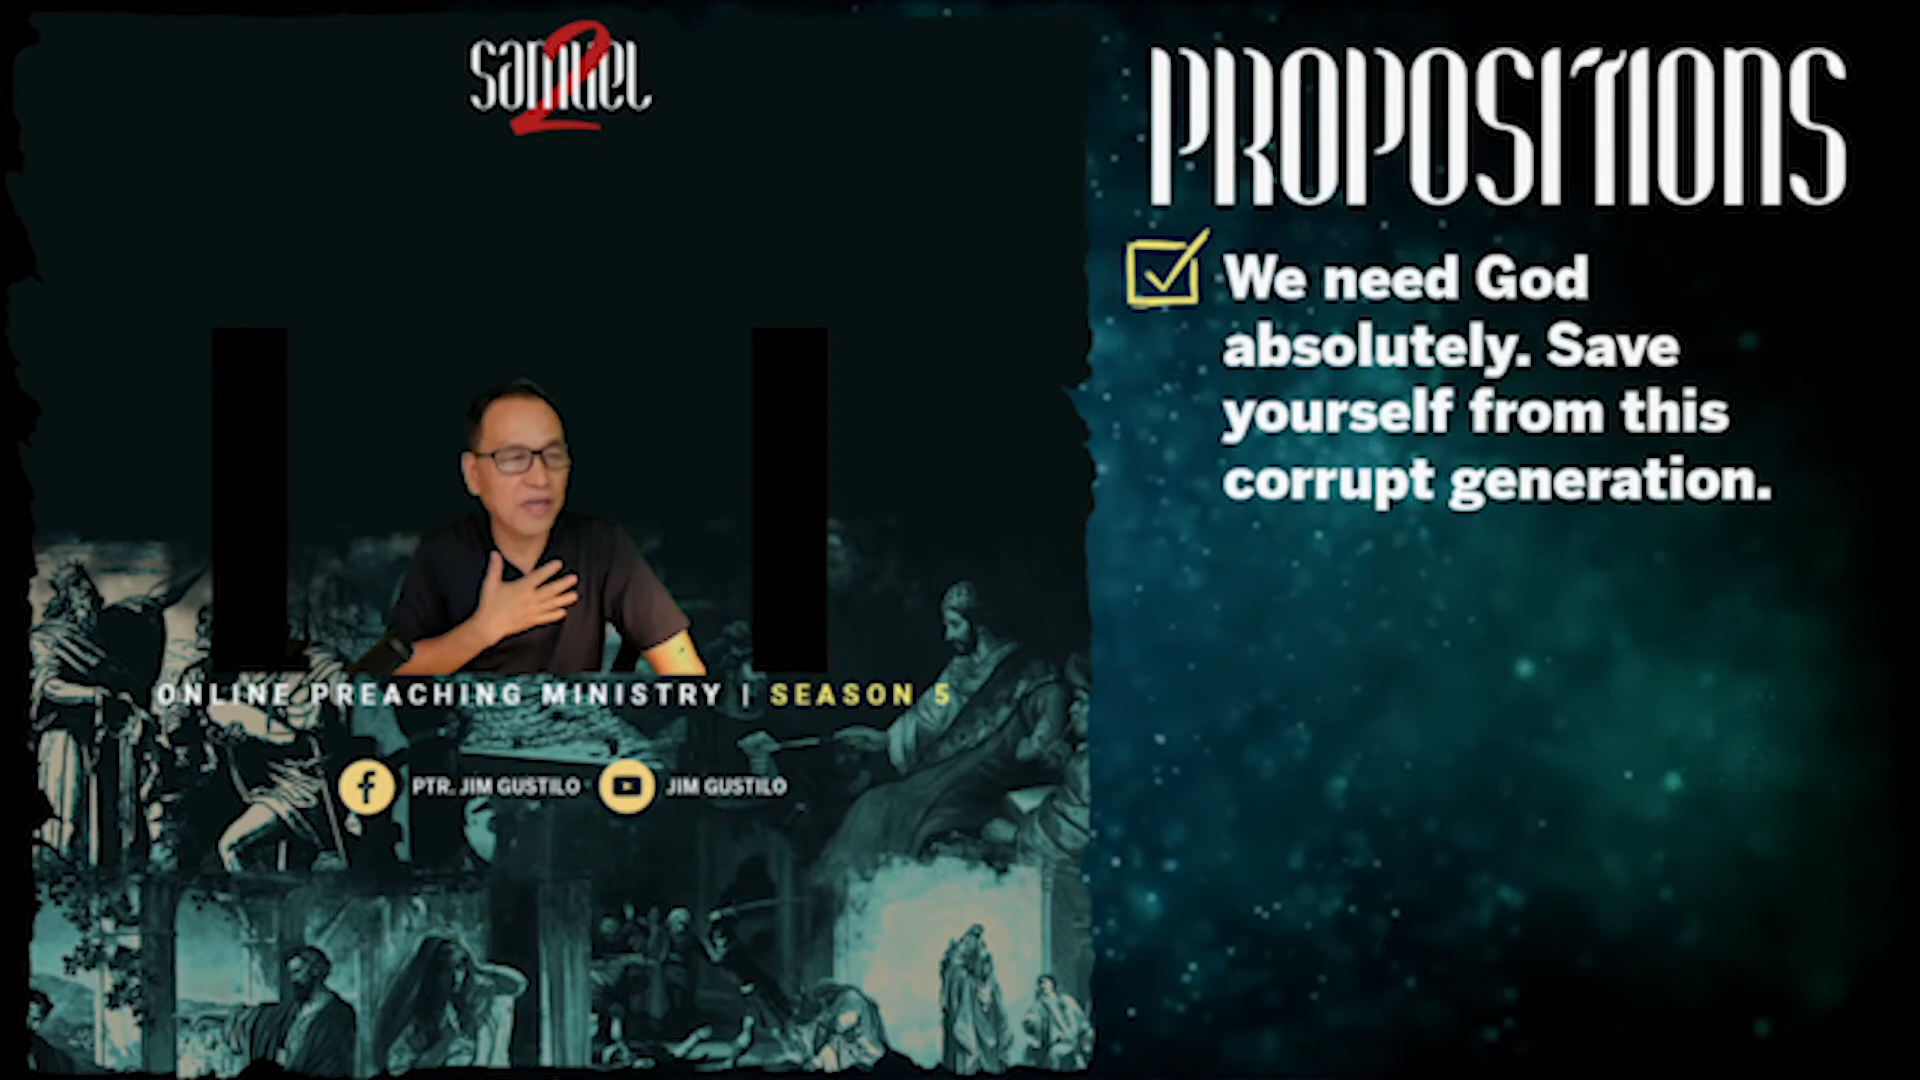 Samuel
2
ONLINE PREACHING MINISTRY | SEASON 5
PTR. JIM GUSTILO
JIM GUSTILO
PROPOSITIONS
We need God
absolutely. Save
yourself from this
corrupt generation.